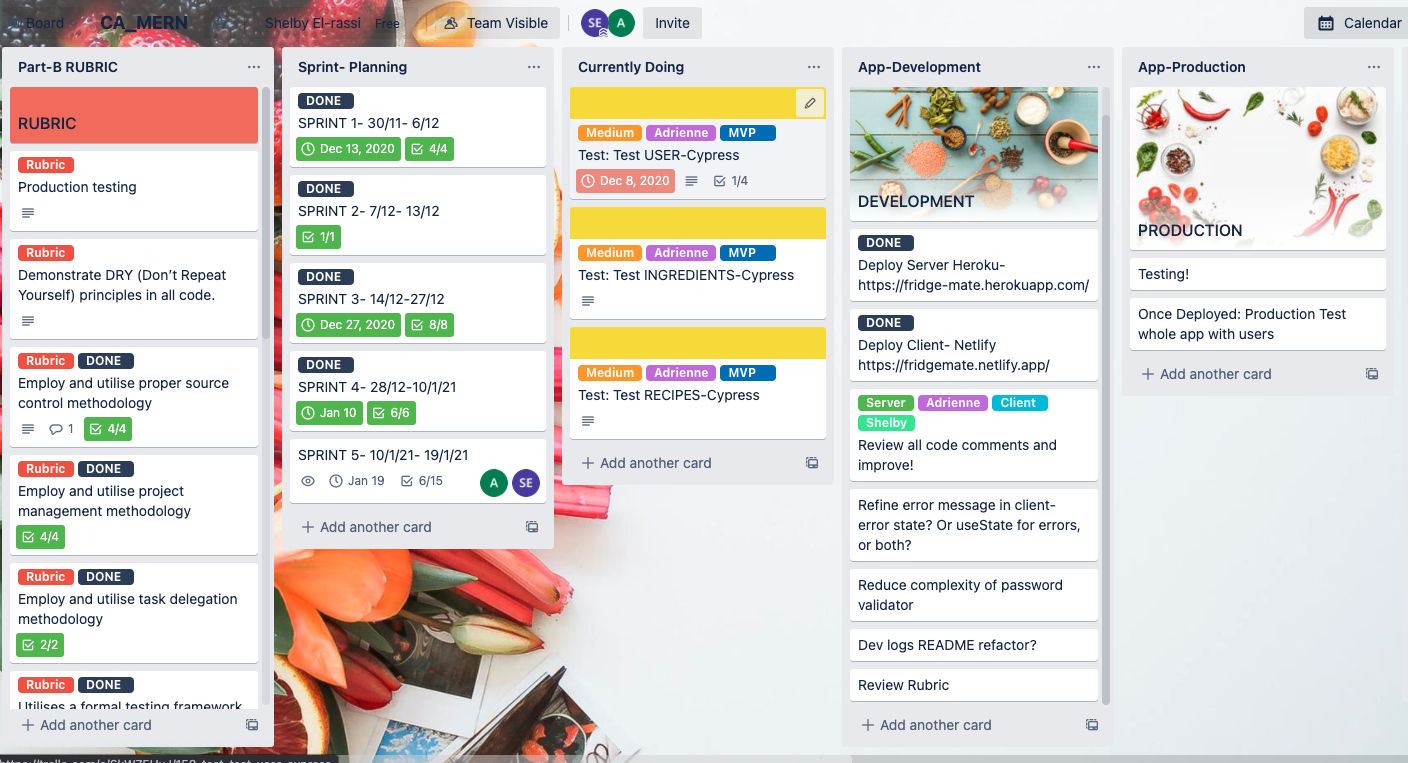 Board
CA_MERN
Shelby El-rassi
Free
Team Visible
SE
A
Invite
Calendar
Part-B RUBRIC
RUBRIC
Rubric
Production testing
Rubric
Demonstrate DRY (Don't Repeat
Yourself) principles in all code.
Rubric DONE
Employ and utilise proper source
control methodology
1 4/4
Rubric DONE
Employ and utilise project
management methodology
4/4
Rubric DONE
Employ and utilise task delegation
methodology
2/2
Rubric DONE
Utilises a formal testing framework
+ Add another card
Sprint- Planning
DONE
SPRINT 1- 30/11- 6/12
Dec 13, 2020 4/4
DONE
SPRINT 2- 7/12- 13/12
1/1
DONE
SPRINT 3- 14/12-27/12
Dec 27, 2020 8/8
DONE
SPRINT 4- 28/12-10/1/21
Jan 10 6/6
SPRINT 5- 10/1/21- 19/1/21
Jan 19 6/15 A SE
+ Add another card
Currently Doing
Medium Adrienne MVP
Test: Test USER-Cypress
Dec 8, 2020 1/4
Medium Adrienne MVP
Test: Test INGREDIENTS-Cypress
Medium Adrienne MVP
Test: Test RECIPES-Cypress
+ Add another card
App-Development
DEVELOPMENT
DONE
Deploy Server Heroku-
https://fridge-mate.herokuapp.com/
DONE
Deploy Client- Netlify
https://fridgemate.netlify.app/
Server Adrienne Client
Shelby
Review all code comments and
improve!
Refine error message in client-
error state? Or useState for errors,
or both?
Reduce complexity of password
validator
Dev logs README refactor?
Review Rubric
+ Add another card
App-Production
PRODUCTION
Testing!
Once Deployed: Production Test
whole app with users
+ Add another card